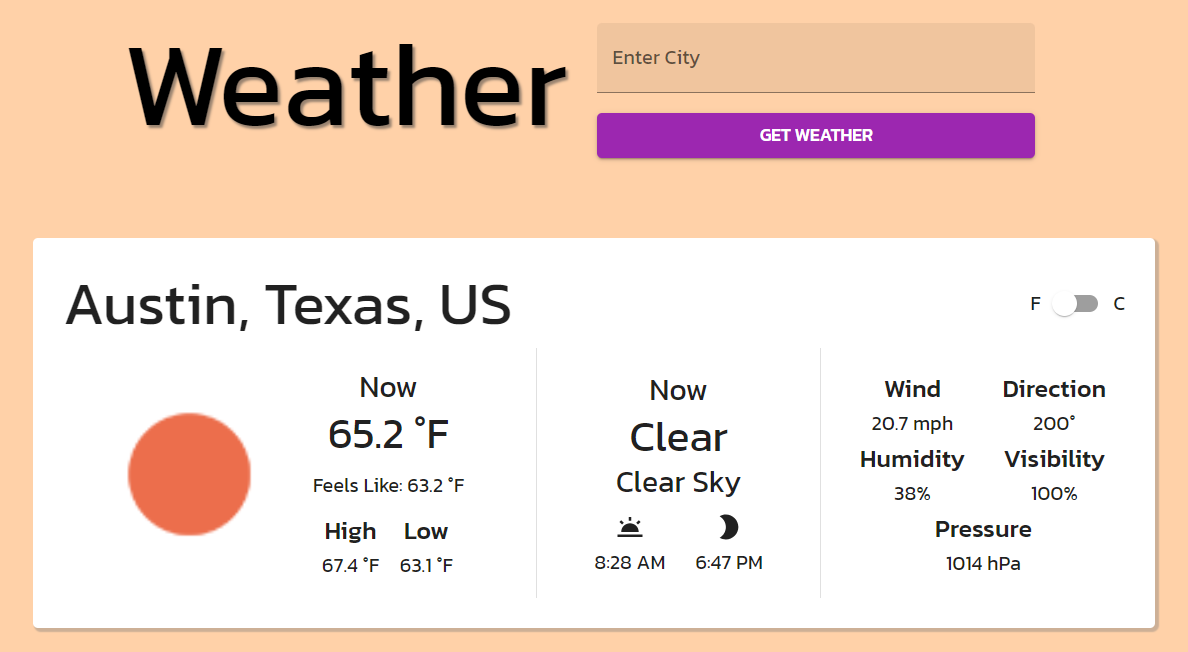 Weather
Enter City
GET WEATHER
Austin, Texas, US
F C
Now
65.2 °F
Feels Like: 63.2 °F
High Low
67.4 °F 63.1 °F
Now
Clear
Clear Sky
8:28 AM 6:47 PM
Wind Direction
20.7 mph 200°
Humidity Visibility
38% 100%
Pressure
1014 hPa